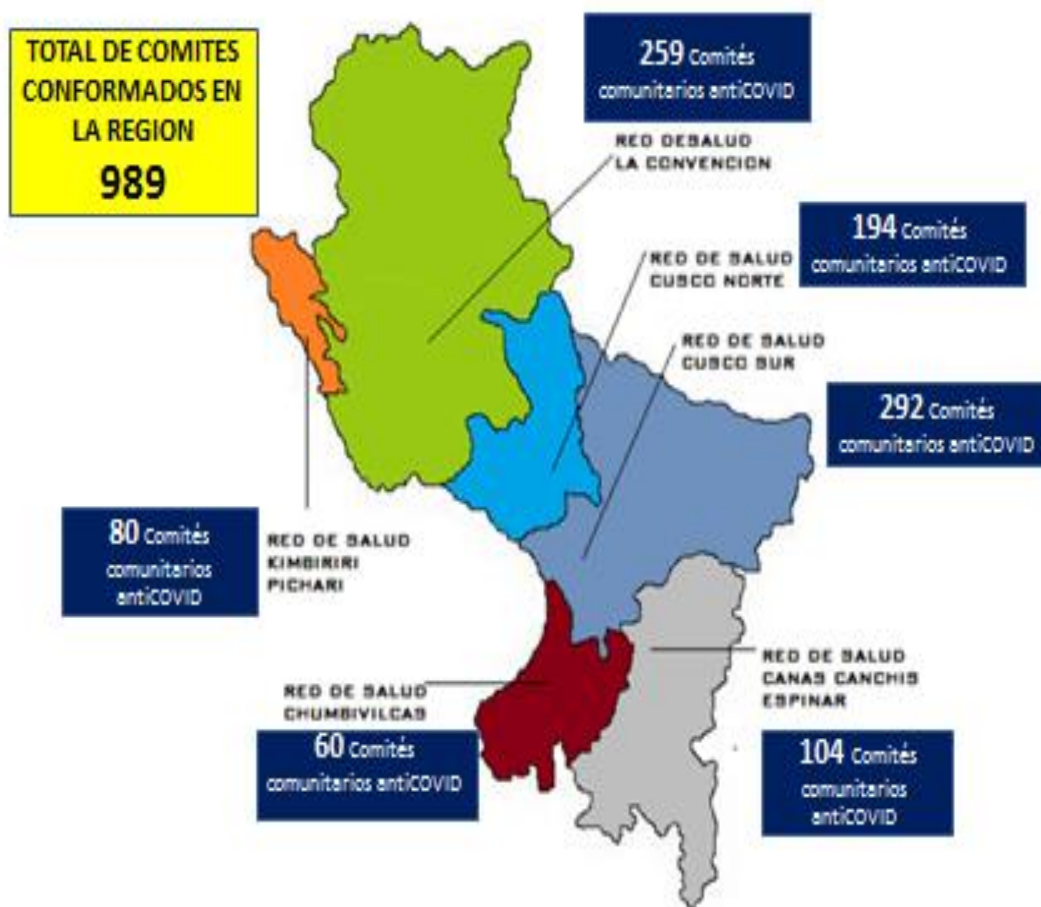 TOTAL DE COMITES
CONFORMADOS EN
LA REGION
989
259 Comités
comunitarios antiCOVID
RED DESALUD
LA CONVENCION
194 Comités
comunitarios antiCOVID
RED DE SALUD
CUSCO NORTE
RED DE SALUD
CUSCO SUR
292 Comités
comunitarios antiCOVID
80 Comités
comunitarios
antiCOVID
RED DE SALUD
KIMBIRIRI
PICHARI
RED DE SALUD
CHUMBIVILCAS
60 Comités
comunitarios antiCOVID
RED DE SALUD
CANAS CANCHIS
ESPINAR
104 Comités
comunitarios
antiCOVID